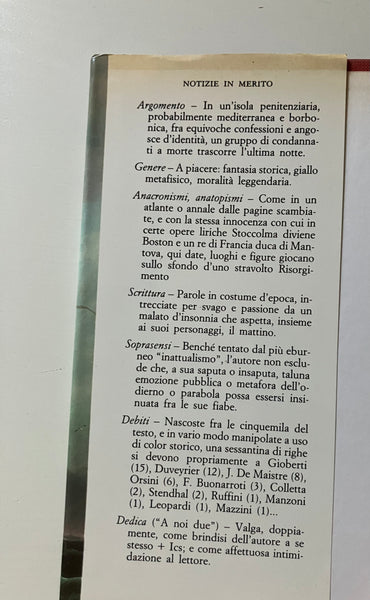 NOTIZIE IN MERITO
Argomento – In un'isola penitenziaria,
probabilmente mediterranea e borbo-
nica, fra equivoche confessioni e ango-
sce d'identità, un gruppo di condanna-
ti a morte trascorre l'ultima notte.
Genere – A piacere: fantasia storica, giallo
metafisico, moralità leggendaria.
Anacronismi, anatopismi – Come in un
atlante o annale dalle pagine scambia-
te, e con la stessa innocenza con cui in
certe opere liriche Stoccolma diviene
Boston e un re di Francia duca di Man-
tova, qui date, luoghi e figure giocano
sullo sfondo d'uno stravolto Risorgi-
mento
Scrittura – Parole in costume d'epoca, in-
trecciate per svago e passione da un
malato d'insonnia che aspetta, insieme
ai suoi personaggi, il mattino.
Soprasensi – Benché tentato dal più ebur-
neo "inattualismo", l'autore non esclu-
de che, a sua saputa o insaputa, taluna
emozione pubblica o metafora dell'o-
dierno o parabola possa essersi insi-
nuata fra le sue fiabe.
Debiti – Nascoste fra le cinquemila del
testo, e in vario modo manipolate a uso
di color storico, una sessantina di righe
si devono propriamente a Gioberti
(15), Duveyrier (12), J. De Maistre (8),
Orsini (6), F. Buonarroti (3), Colletta
(2), Stendhal (2), Ruffini (1), Manzoni
(1), Leopardi (1), Mazzini (1)...
Dedica ("A noi due") – Valga, doppia-
mente, come brindisi dell'autore a se
stesso + Ics; e come affettuosa intimi-
dazione al lettore.